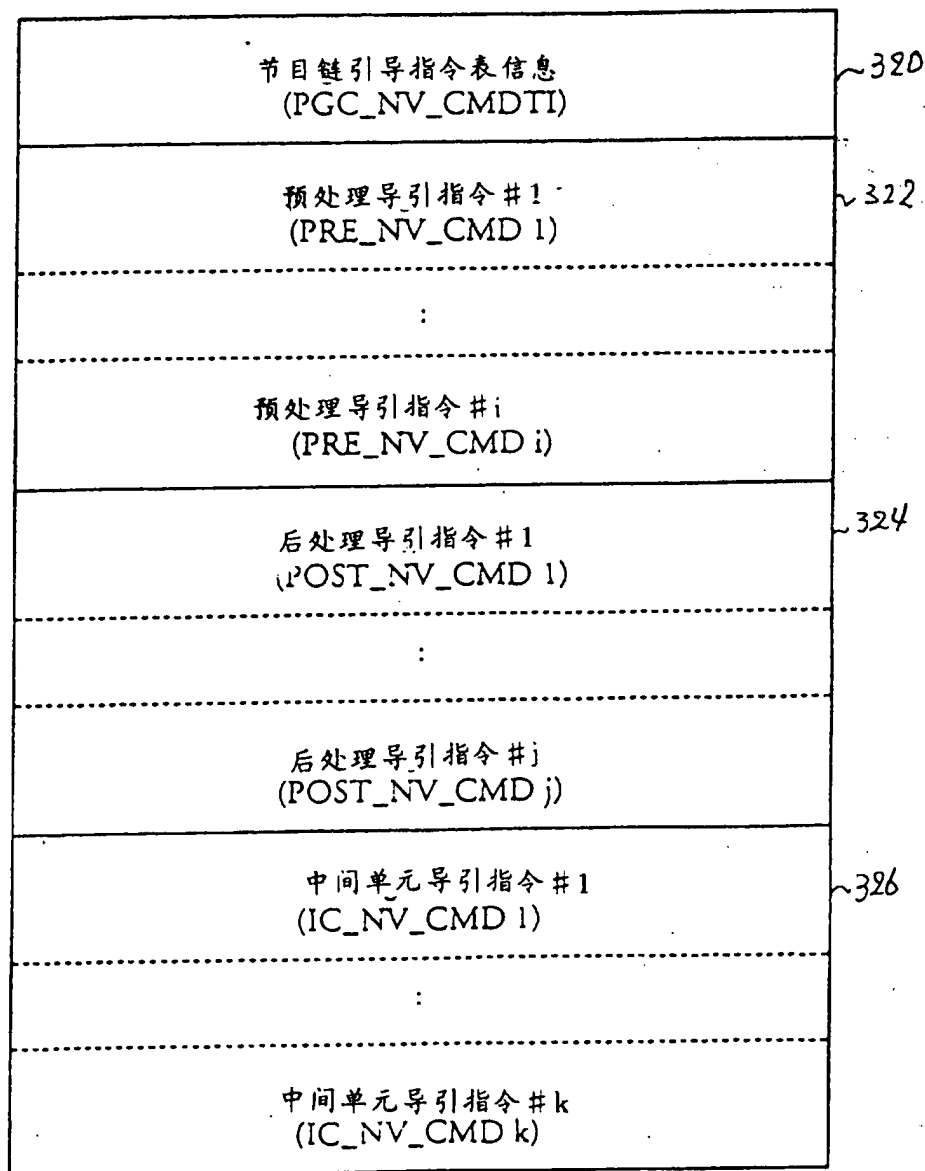 节目链引导指令表信息
(PGC_NV_CMDTI)
~320
预处理导引指令#1
(PRE_NV_CMD 1)
~322
:
预处理导引指令#i
(PRE_NV_CMD i)
后处理导引指令#1
(POST_NV_CMD 1)
~324
:
后处理导引指令#j
(POST_NV_CMD j)
中间单元导引指令#1
(IC_NV_CMD 1)
~326
:
中间单元导引指令#k
(IC_NV_CMD k)